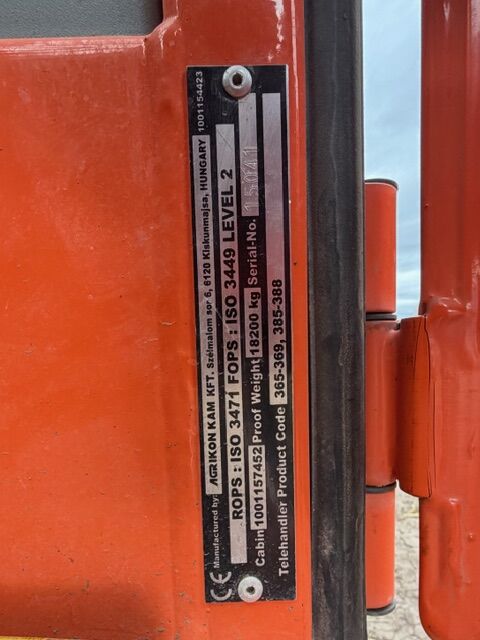 Manufactured by: AGRIKON KAM KFT. Szélmalom sor 6, 6120 Kiskunmajsa, HUNGARY 1001154423
ROPS : ISO 3471 FOPS : ISO 3449 LEVEL 2
Cabin 1001157452 Proof Weight 18200 kg Serial-No. 15041
Telehandler Product Code 365-369, 385-388
CE